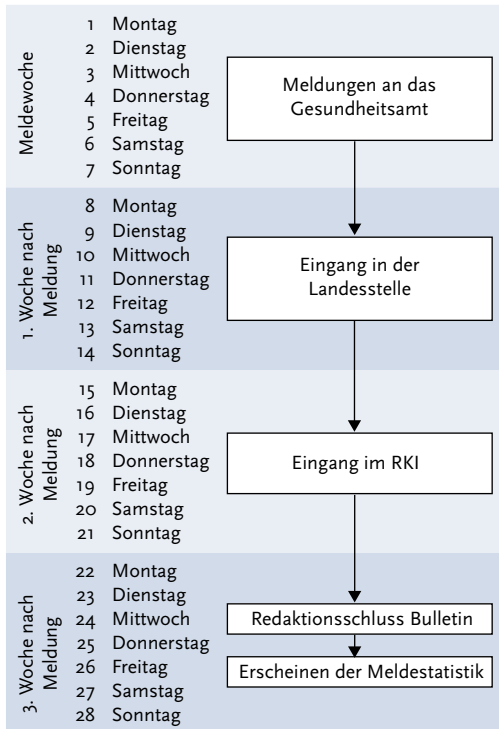 Meldewoche
1 Montag
2 Dienstag
3 Mittwoch
4 Donnerstag
5 Freitag
6 Samstag
7 Sonntag
Meldungen an das
Gesundheitsamt
1. Woche nach
Meldung
8 Montag
9 Dienstag
10 Mittwoch
11 Donnerstag
12 Freitag
13 Samstag
14 Sonntag
Eingang in der
Landesstelle
2. Woche nach
Meldung
15 Montag
16 Dienstag
17 Mittwoch
18 Donnerstag
19 Freitag
20 Samstag
21 Sonntag
Eingang im RKI
3. Woche nach
Meldung
22 Montag
23 Dienstag
24 Mittwoch
25 Donnerstag
26 Freitag
27 Samstag
28 Sonntag
Redaktionsschluss Bulletin
Erscheinen der Meldestatistik